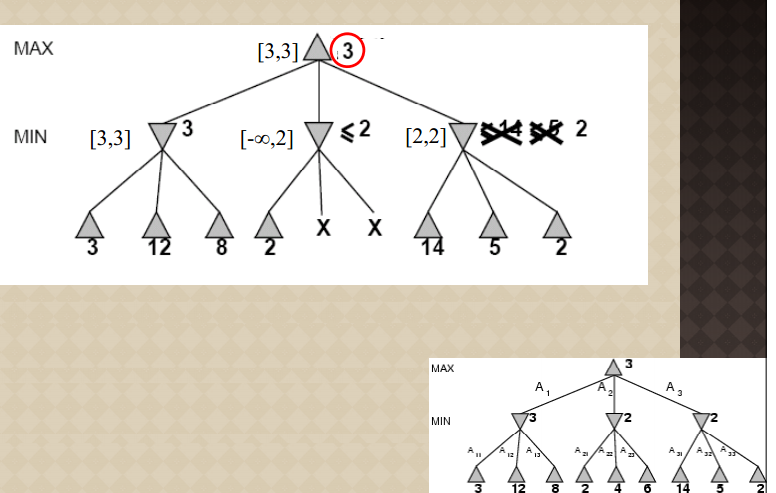 MAX [3,3] 3
MIN [3,3] 3 [-∞,2] ≤ 2 [2,2] ≤ 14 ≤ 5 2
3 12 8 2 X X 14 5 2
MAX 3
A1 A2 A3
MIN 3 2 2
A11 A12 A13 A21 A22 A23 A31 A32 A33
3 12 8 2 4 6 14 5 2